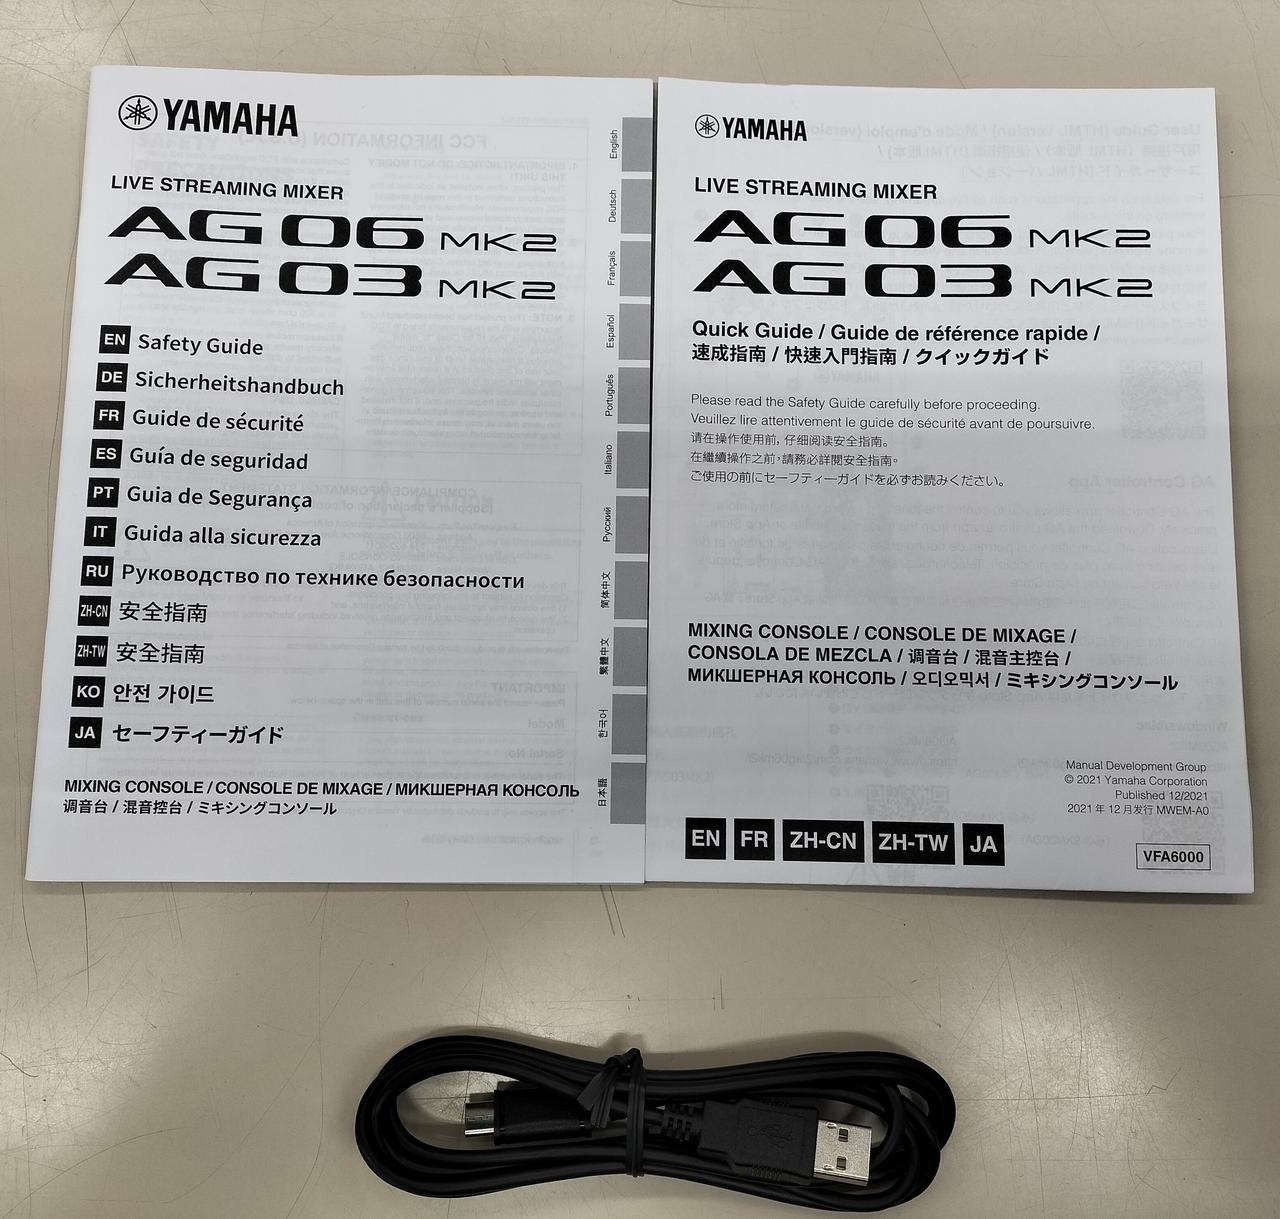 YAMAHA
LIVE STREAMING MIXER
AG06 MK2
AG03 MK2
EN Safety Guide
DE Sicherheitshandbuch
FR Guide de sécurité
ES Guía de seguridad
PT Guia de Segurança
IT Guida alla sicurezza
RU Руководство по технике безопасности
ZH-CN 安全指南
ZH-TW 安全指南
KO 안전 가이드
JA セーフティーガイド
MIXING CONSOLE / CONSOLE DE MIXAGE / МИКШЕРНАЯ КОНСОЛЬ
调音台 / 混音控台 / ミキシングコンソール
English
Deutsch
Français
Español
Português
Italiano
Русский
简体中文
繁體中文
한국어
日本語
YAMAHA
LIVE STREAMING MIXER
AG06 MK2
AG03 MK2
Quick Guide / Guide de référence rapide /
速成指南 / 快速入門指南 / クイックガイド
Please read the Safety Guide carefully before proceeding.
Veuillez lire attentivement le guide de sécurité avant de poursuivre.
请在操作使用前，仔细阅读安全指南。
在繼續操作之前，請務必詳閱安全指南。
ご使用の前にセーフティーガイドを必ずお読みください。
MIXING CONSOLE / CONSOLE DE MIXAGE /
CONSOLA DE MEZCLA / 调音台 / 混音主控台 /
МИКШЕРНАЯ КОНСОЛЬ / 오디오믹서 / ミキシングコンソール
Manual Development Group
© 2021 Yamaha Corporation
Published 12/2021
2021 年 12 月发行 MWEM-A0
EN FR ZH-CN ZH-TW JA
VFA6000